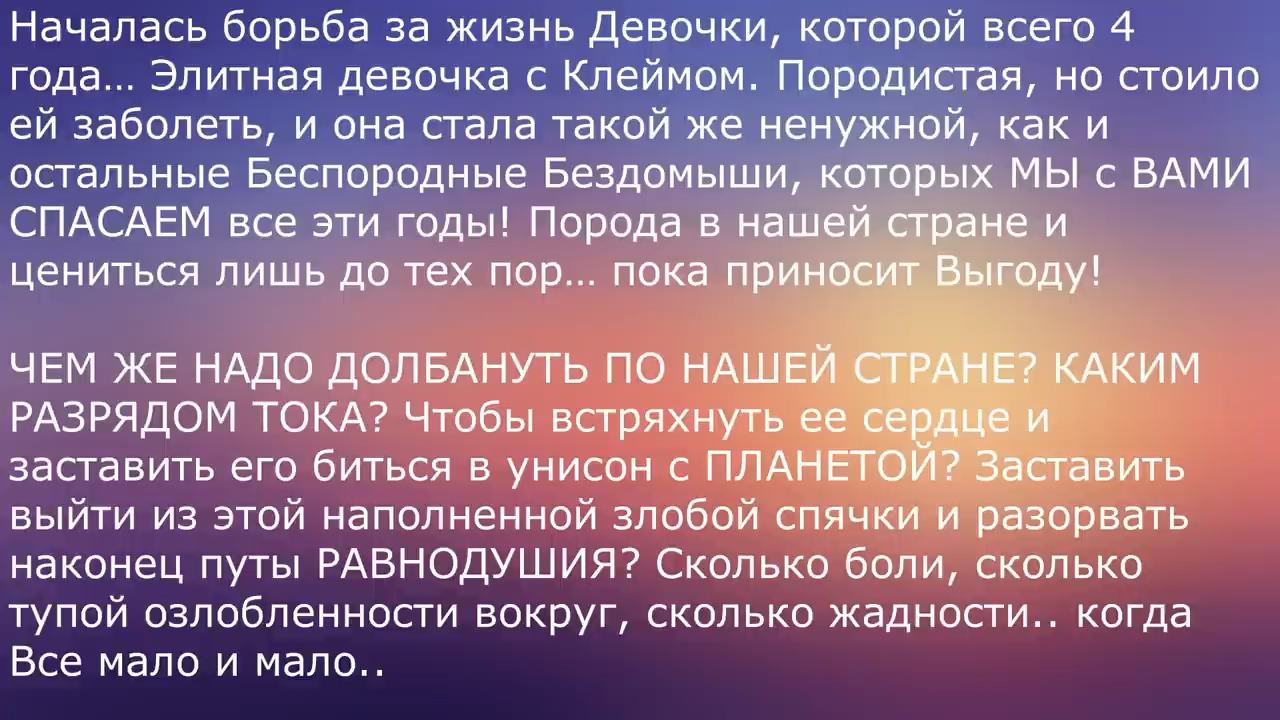 Началась борьба за жизнь Девочки, которой всего 4
года… Элитная девочка с Клеймом. Породистая, но стоило
ей заболеть, и она стала такой же ненужной, как и
остальные Беспородные Бездомыши, которых МЫ с ВАМИ
СПАСАЕМ все эти годы! Порода в нашей стране и
цениться лишь до тех пор… пока приносит Выгоду!

ЧЕМ ЖЕ НАДО ДОЛБАНУТЬ ПО НАШЕЙ СТРАНЕ? КАКИМ
РАЗРЯДОМ ТОКА? Чтобы встряхнуть ее сердце и
заставить его биться в унисон с ПЛАНЕТОЙ? Заставить
выйти из этой наполненной злобой спячки и разорвать
наконец путы РАВНОДУШИЯ? Сколько боли, сколько
тупой озлобленности вокруг, сколько жадности.. когда
Все мало и мало..